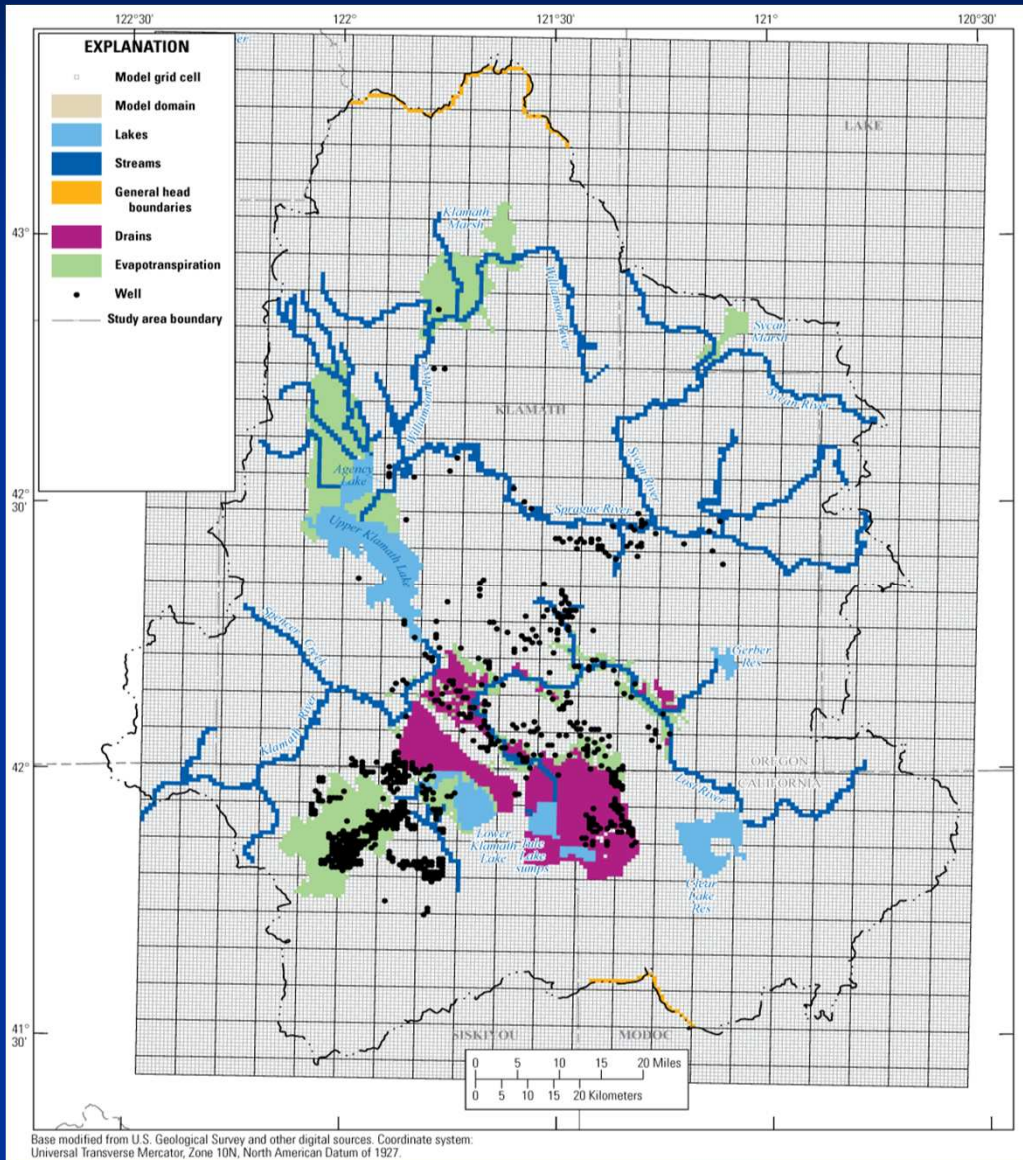 122°30'
122°
121°30'
121°
120°30'
EXPLANATION
Model grid cell
Model domain
Lakes
Streams
General head
boundaries
Drains
Evapotranspiration
Well
Study area boundary
LAKE
43°
Klamath
Marsh
Williamson River
Sycan
Marsh
Sycan River
Williamson River
KLAMATH
Sycan River
42°
30'
Agency
Lake
Sprague River
Upper Klamath Lake
Spencer Creek
Gerber
Res
Klamath River
42°
OREGON
CALIFORNIA
Lost River
Lower
Klamath
Lake
Tule
Lake
sumps
Clear
Lake
Res
41°
30'
SISKIYOU
MODOC
0 5 10 15 20 Miles
0 5 10 15 20 Kilometers
Base modified from U.S. Geological Survey and other digital sources. Coordinate system:
Universal Transverse Mercator, Zone 10N, North American Datum of 1927.